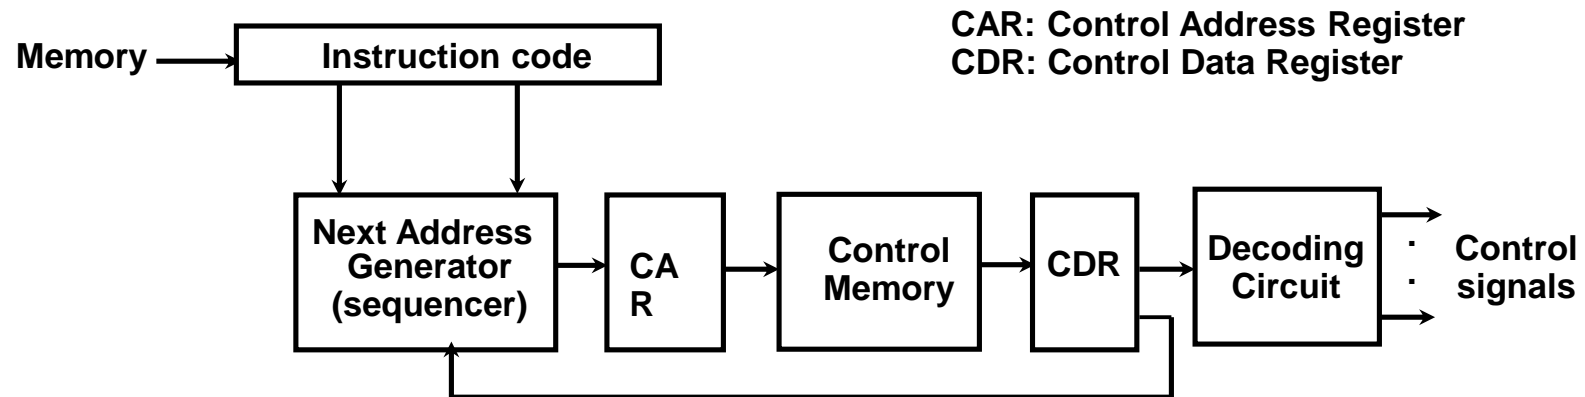 CAR: Control Address Register
CDR: Control Data Register
Memory
Instruction code
Next Address
Generator
(sequencer)
CA
R
Control
Memory
CDR
Decoding
Circuit
.
.
Control
signals